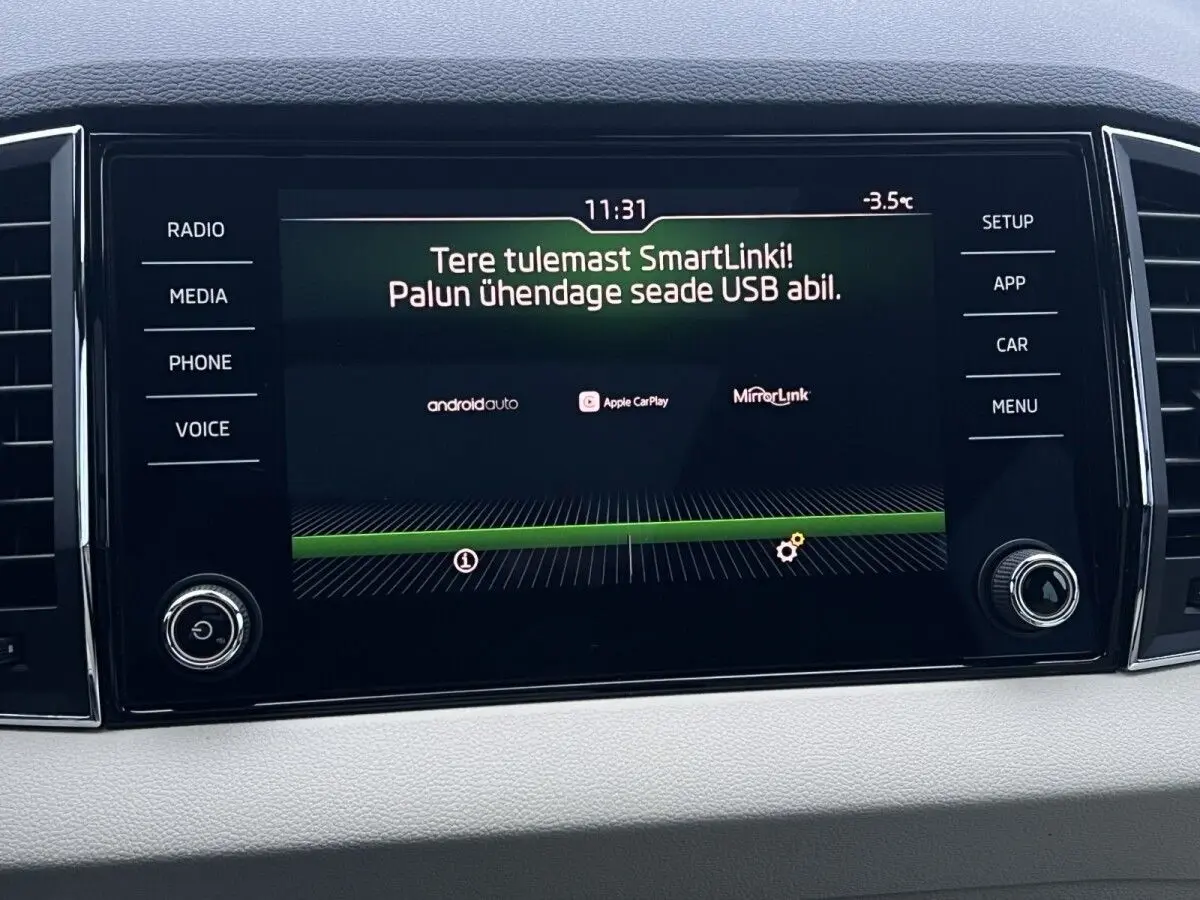 11:31
-3.5°C
RADIO
MEDIA
PHONE
VOICE
Tere tulemast SmartLinki!
Palun ühendage seade USB abil.
androidauto
Apple CarPlay
MirrorLink
SETUP
APP
CAR
MENU